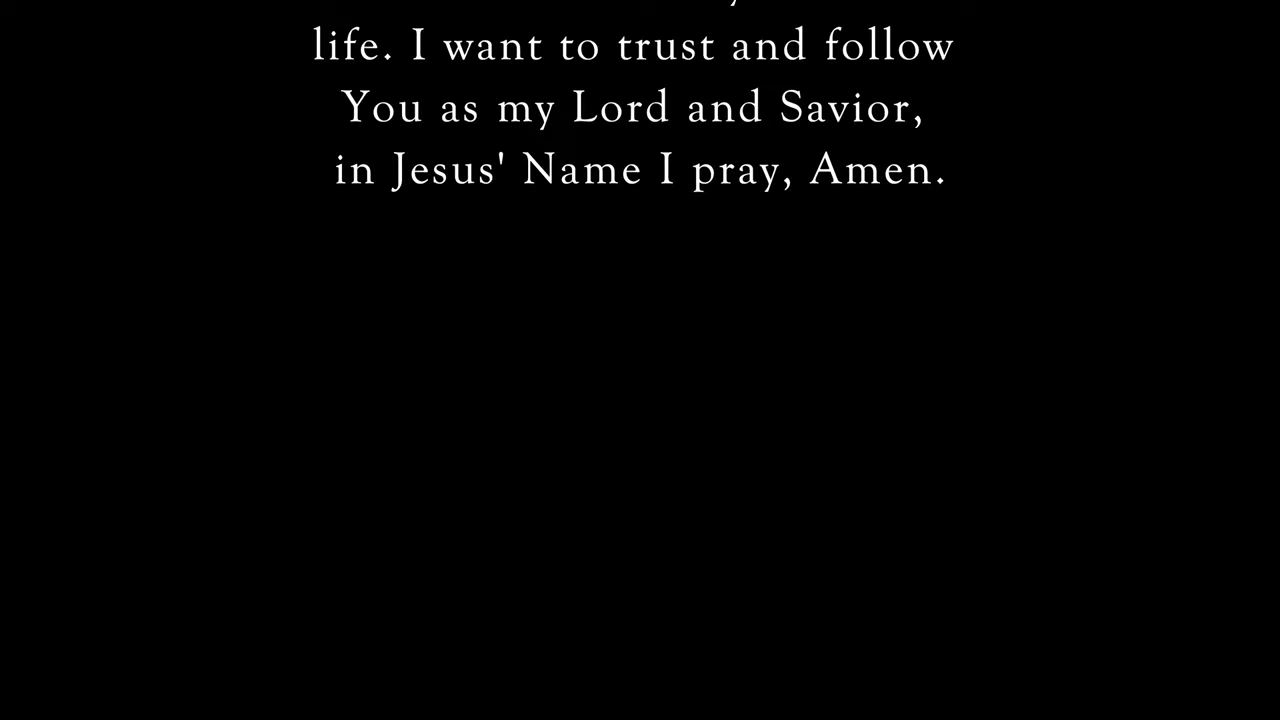 life. I want to trust and follow
You as my Lord and Savior,
in Jesus' Name I pray, Amen.